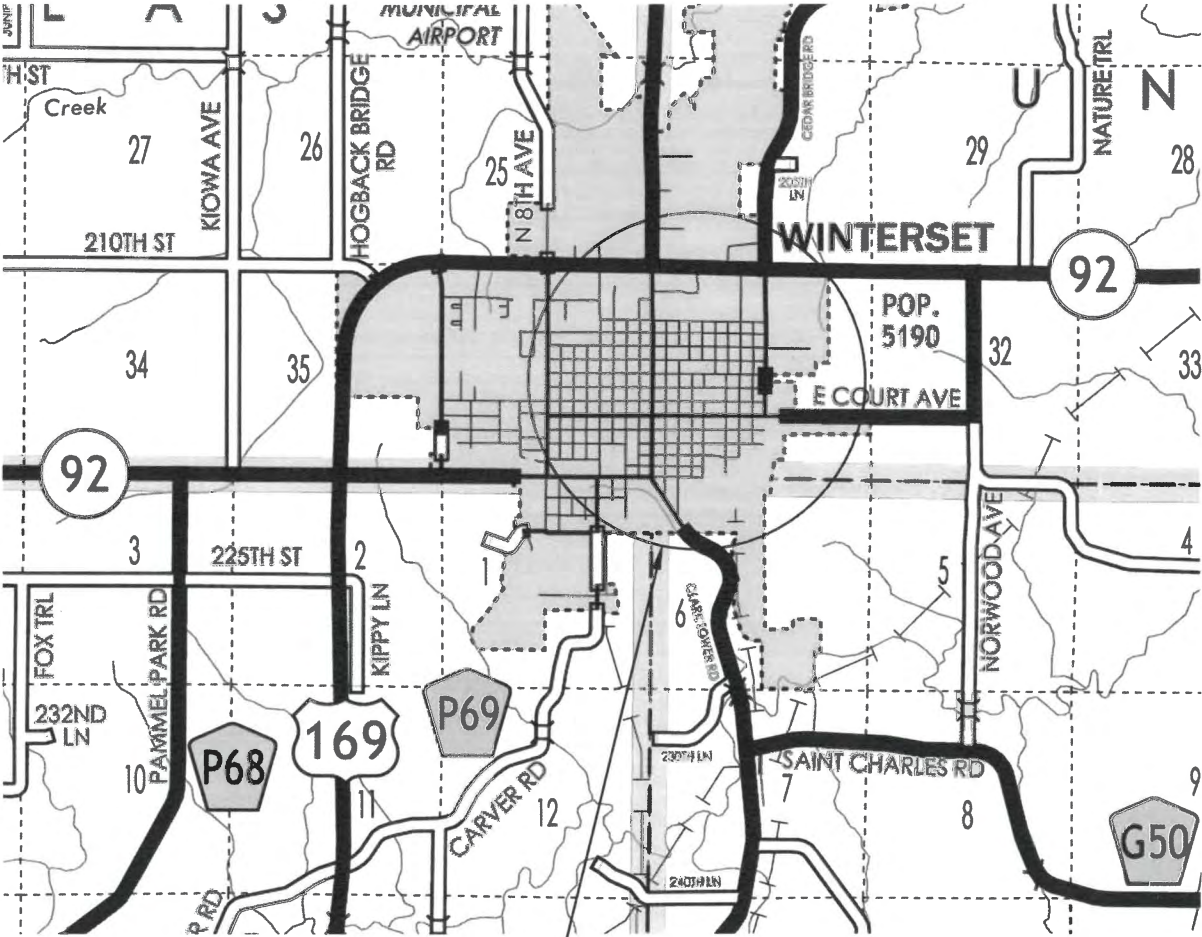 L A S
MUNICIPAL
AIRPORT
H ST
Creek
27
KIOWA AVE
26
HOGBACK BRIDGE
RD
25
N 8TH AVE
CEDAR BRIDGE RD
205TH
LN
U N
29
NATURE TRL
28
210TH ST
WINTERSET
92
34
35
POP.
5190
32
33
E COURT AVE
92
3
225TH ST
2
1
6
5
4
FOX TRL
PAMMEL PARK RD
KIPPY LN
CLARK TOWER RD
NORWOOD AVE
232ND
LN
10
P68
169
P69
11
CARVER RD
12
230TH LN
SAINT CHARLES RD
7
8
9
G50
240TH LN
R RD